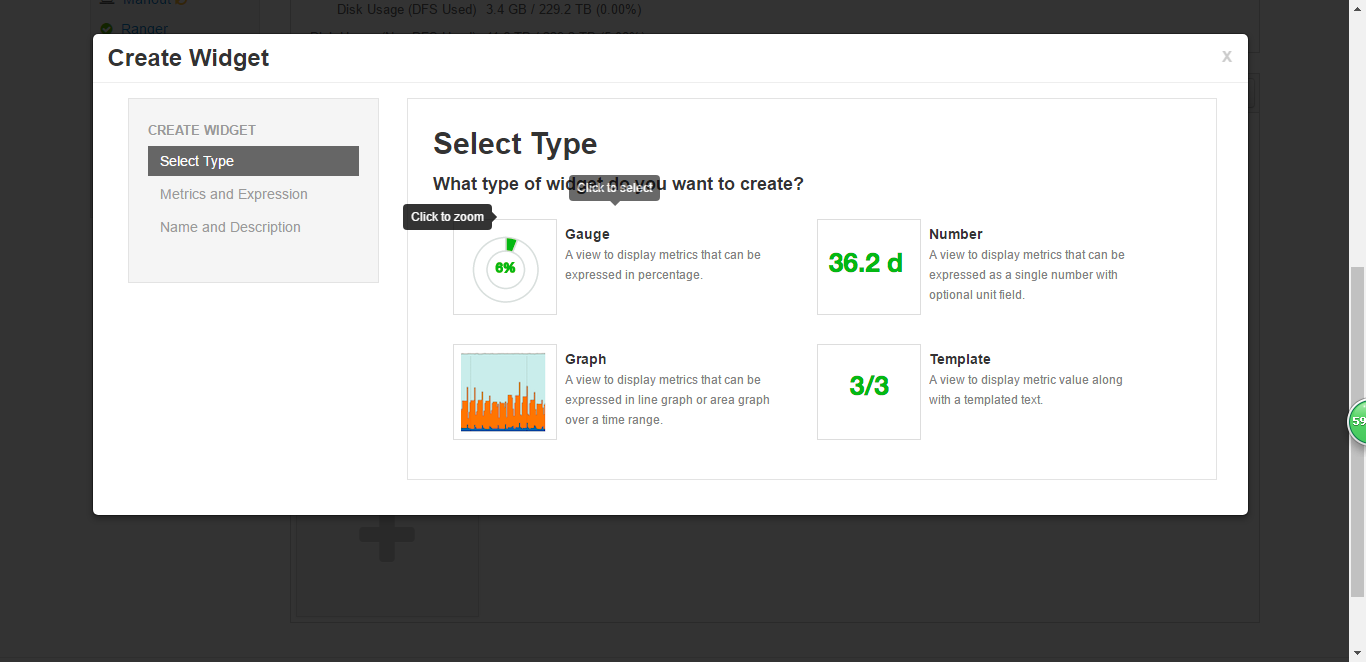 Mahout
Disk Usage (DFS Used) 3.4 GB / 229.2 TB (0.00%)
Ranger
Create Widget
X
CREATE WIDGET
Select Type
Metrics and Expression
Name and Description
Select Type
What type of widget do you want to create?
Click to select
Click to zoom
6%
Gauge
A view to display metrics that can be
expressed in percentage.
36.2 d
Number
A view to display metrics that can be
expressed as a single number with
optional unit field.
Graph
A view to display metrics that can be
expressed in line graph or area graph
over a time range.
3/3
Template
A view to display metric value along
with a templated text.
59